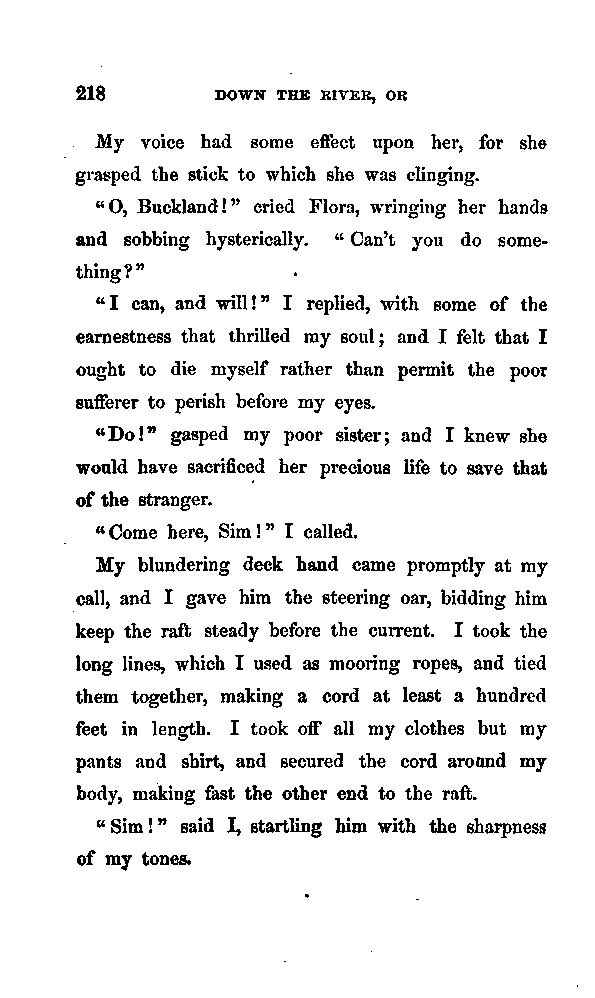 218 DOWN THE RIVER, OR
My voice had some effect upon her, for she
grasped the stick to which she was clinging.
"O, Buckland!" cried Flora, wringing her hands
and sobbing hysterically. "Can't you do some-
thing?"
"I can, and will!" I replied, with some of the
earnestness that thrilled my soul; and I felt that I
ought to die myself rather than permit the poor
sufferer to perish before my eyes.
"Do!" gasped my poor sister; and I knew she
would have sacrificed her precious life to save that
of the stranger.
"Come here, Sim!" I called.
My blundering deck hand came promptly at my
call, and I gave him the steering oar, bidding him
keep the raft steady before the current. I took the
long lines, which I used as mooring ropes, and tied
them together, making a cord at least a hundred
feet in length. I took off all my clothes but my
pants and shirt, and secured the cord around my
body, making fast the other end to the raft.
"Sim!" said I, startling him with the sharpness
of my tones.